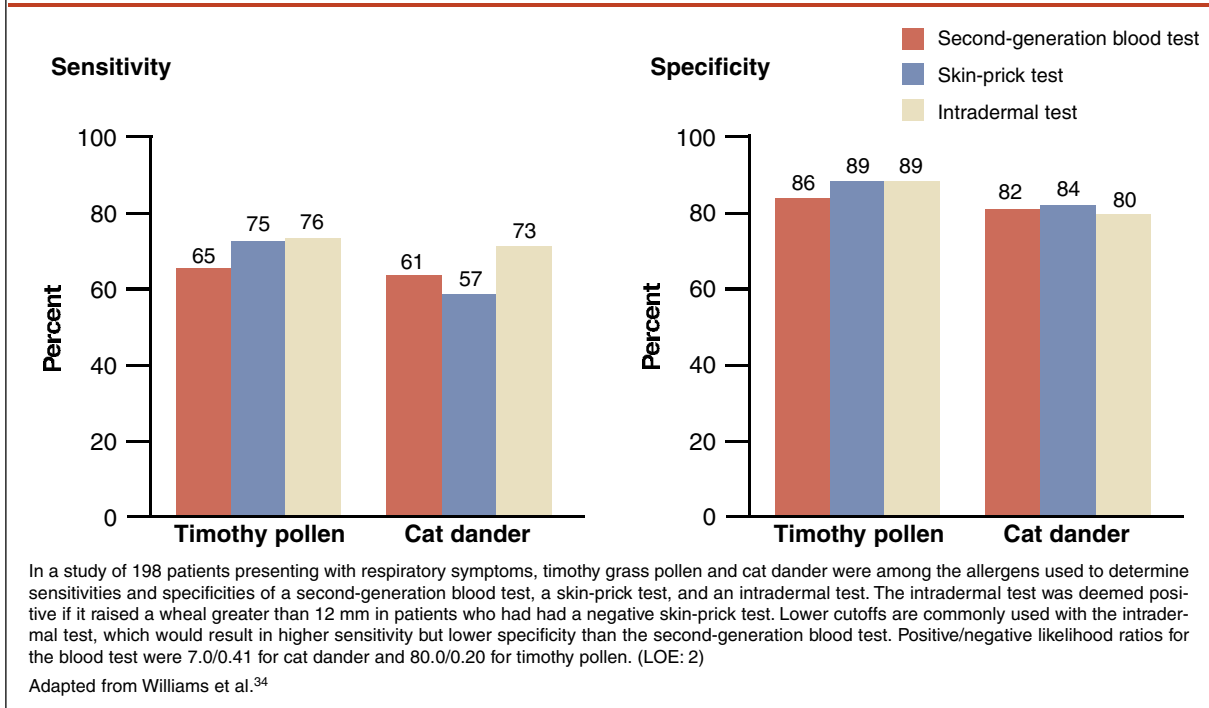 Second-generation blood test
Skin-prick test
Intradermal test
Sensitivity
Percent
100
80
60
40
20
0
65
75
76
61
57
73
Timothy pollen
Cat dander
Specificity
Percent
100
80
60
40
20
0
86
89
89
82
84
80
Timothy pollen
Cat dander
In a study of 198 patients presenting with respiratory symptoms, timothy grass pollen and cat dander were among the allergens used to determine
sensitivities and specificities of a second-generation blood test, a skin-prick test, and an intradermal test. The intradermal test was deemed posi-
tive if it raised a wheal greater than 12 mm in patients who had had a negative skin-prick test. Lower cutoffs are commonly used with the intrader-
mal test, which would result in higher sensitivity but lower specificity than the second-generation blood test. Positive/negative likelihood ratios for
the blood test were 7.0/0.41 for cat dander and 80.0/0.20 for timothy pollen. (LOE: 2)
Adapted from Williams et al.34